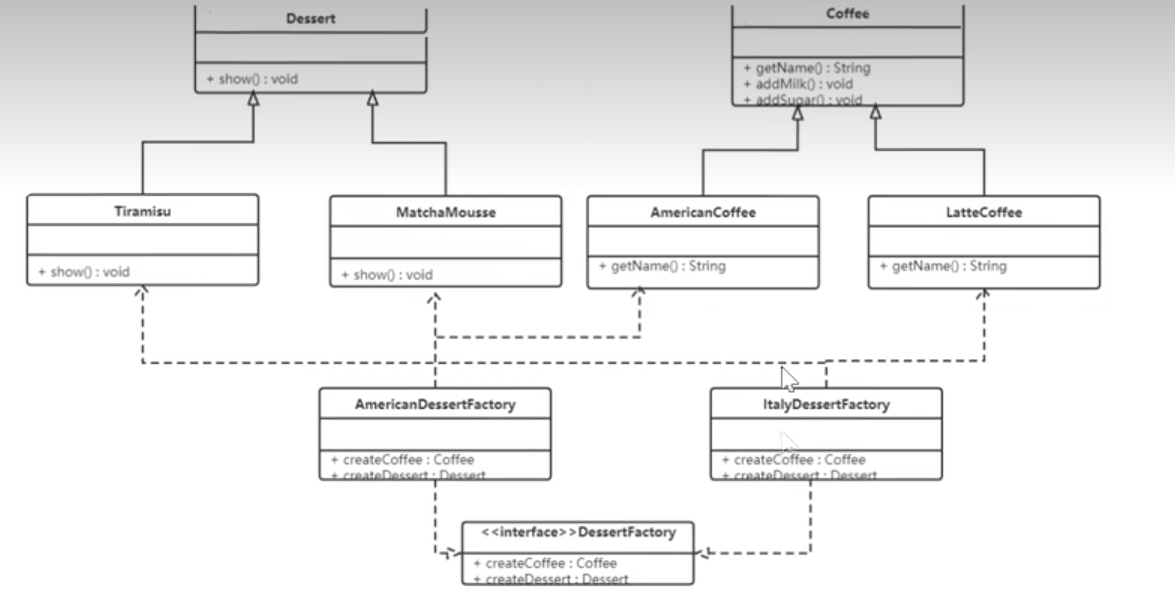 Dessert
+ show() : void
Coffee
+ getName() : String
+ addMilk() : void
+ addSugar() : void
Tiramisu
+ show() : void
MatchaMousse
+ show() : void
AmericanCoffee
+ getName() : String
LatteCoffee
+ getName() : String
AmericanDessertFactory
+ createCoffee : Coffee
+ createDessert : Dessert
ItalyDessertFactory
+ createCoffee : Coffee
+ createDessert : Dessert
<<interface>>DessertFactory
+ createCoffee : Coffee
+ createDessert : Dessert